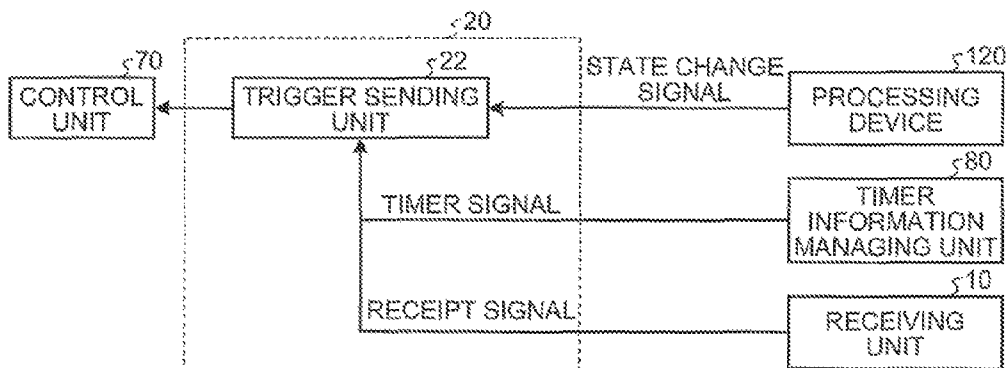 20
70
CONTROL
UNIT
22
TRIGGER SENDING
UNIT
STATE CHANGE
SIGNAL
120
PROCESSING
DEVICE
TIMER SIGNAL
80
TIMER
INFORMATION
MANAGING UNIT
RECEIPT SIGNAL
10
RECEIVING
UNIT